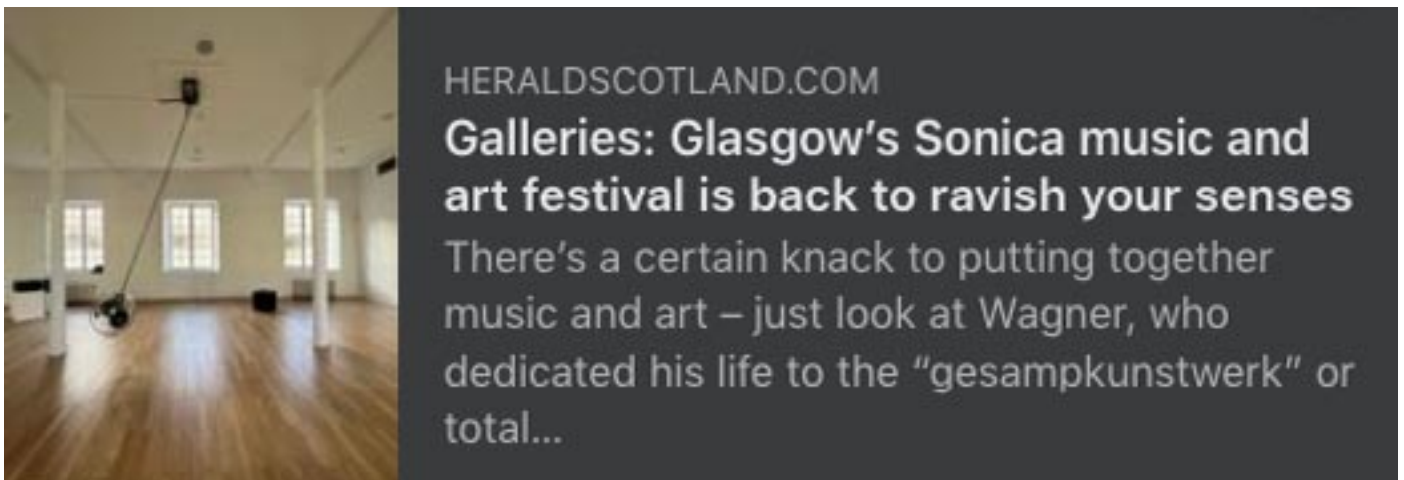 HERALDSCOTLAND.COM
Galleries: Glasgow’s Sonica music and
art festival is back to ravish your senses
There’s a certain knack to putting together
music and art – just look at Wagner, who
dedicated his life to the “gesampkunstwerk” or
total...